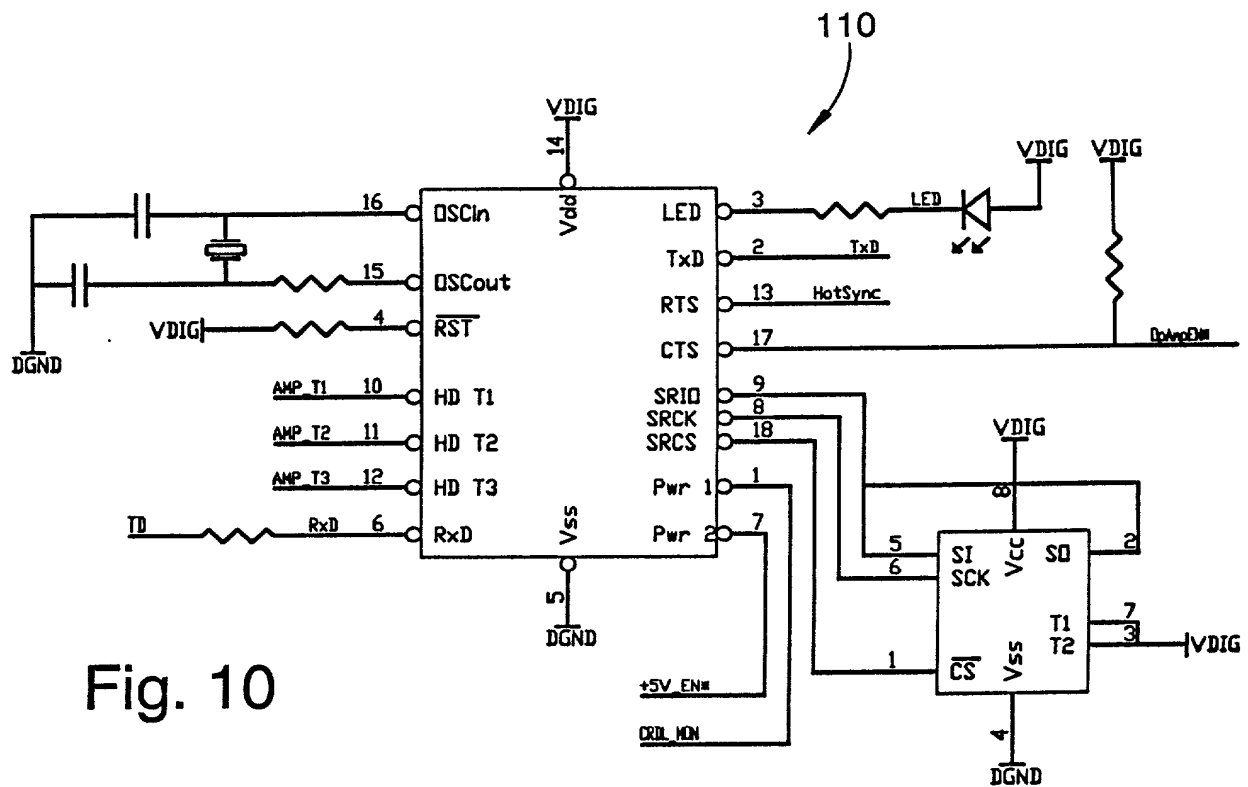 110
VDIG
14
Vdd
VDIG
VDIG
16
OSCin
LED
3
LED
2
TxD
TxD
15
OSCout
RTS
13
HotSync
VDIG
4
RST
CTS
17
OpAmpEN*
DGND
AMP_T1
10
HD T1
SRIO
9
SRCK
8
AMP_T2
11
HD T2
SRCS
18
VDIG
AMP_T3
12
HD T3
Pwr 1
1
8
TD
RxD
6
RxD
Vss
Pwr 2
7
5
SI
Vcc
SO
2
6
SCK
5
DGND
T1
7
T2
3
VDIG
1
CS
Vss
+5V_EN*
CRDL_MON
4
DGND
Fig. 10